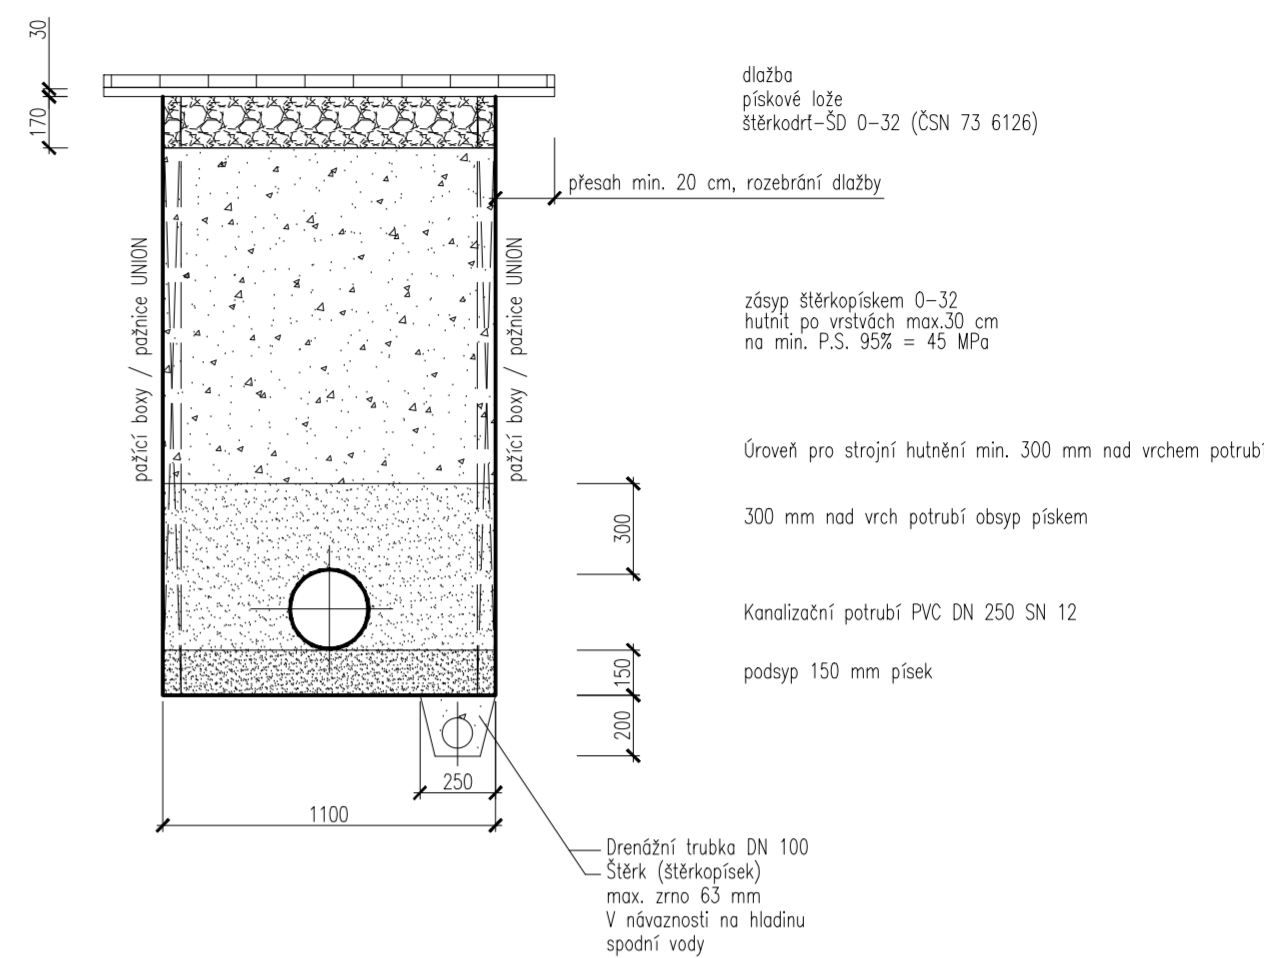 30
170
dlažba
pískové lože
štěrkodrť-ŠD 0-32 (ČSN 73 6126)
přesah min. 20 cm, rozebrání dlažby
pažící boxy / pažnice UNION
pažící boxy / pažnice UNION
zásyp štěrkopískem 0-32
hutnit po vrstvách max.30 cm
na min. P.S. 95% = 45 MPa
Úroveň pro strojní hutnění min. 300 mm nad vrchem potrubí
300
300 mm nad vrch potrubí obsyp pískem
Kanalizační potrubí PVC DN 250 SN 12
150
podsyp 150 mm písek
200
250
1100
Drenážní trubka DN 100
Štěrk (štěrkopísek)
max. zrno 63 mm
V návaznosti na hladinu
spodní vody